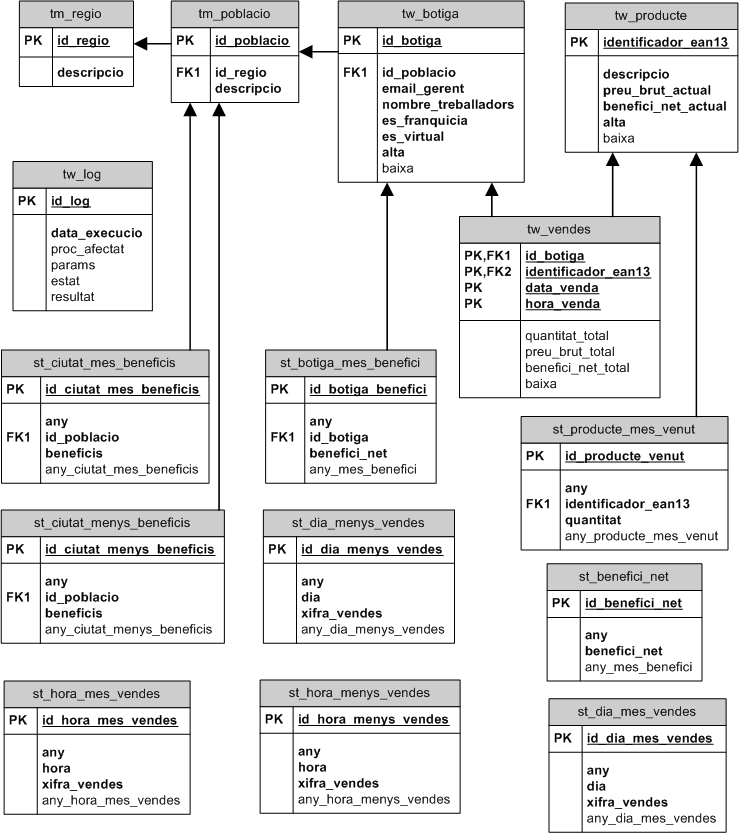 tm_regio
PK id_regio
descripcio
tm_poblacio
PK id_poblacio
FK1 id_regio
descripcio
tw_botiga
PK id_botiga
FK1 id_poblacio
email_gerent
nombre_treballadors
es_franquicia
es_virtual
alta
baixa
tw_producte
PK identificador_ean13
descripcio
preu_brut_actual
benefici_net_actual
alta
baixa
tw_log
PK id_log
data_execucio
proc_afectat
params
estat
resultat
tw_vendes
PK,FK1 id_botiga
PK,FK2 identificador_ean13
PK data_venda
PK hora_venda
quantitat_total
preu_brut_total
benefici_net_total
baixa
st_ciutat_mes_beneficis
PK id_ciutat_mes_beneficis
any
FK1 id_poblacio
beneficis
any_ciutat_mes_beneficis
st_botiga_mes_benefici
PK id_botiga_benefici
any
FK1 id_botiga
benefici_net
any_mes_benefici
st_producte_mes_venut
PK id_producte_venut
any
FK1 identificador_ean13
quantitat
any_producte_mes_venut
st_ciutat_menys_beneficis
PK id_ciutat_menys_beneficis
any
FK1 id_poblacio
beneficis
any_ciutat_menys_beneficis
st_dia_menys_vendes
PK id_dia_menys_vendes
any
dia
xifra_vendes
any_dia_menys_vendes
st_benefici_net
PK id_benefici_net
any
benefici_net
any_mes_benefici
st_hora_mes_vendes
PK id_hora_mes_vendes
any
hora
xifra_vendes
any_hora_mes_vendes
st_hora_menys_vendes
PK id_hora_menys_vendes
any
hora
xifra_vendes
any_hora_menys_vendes
st_dia_mes_vendes
PK id_dia_mes_vendes
any
dia
xifra_vendes
any_dia_mes_vendes